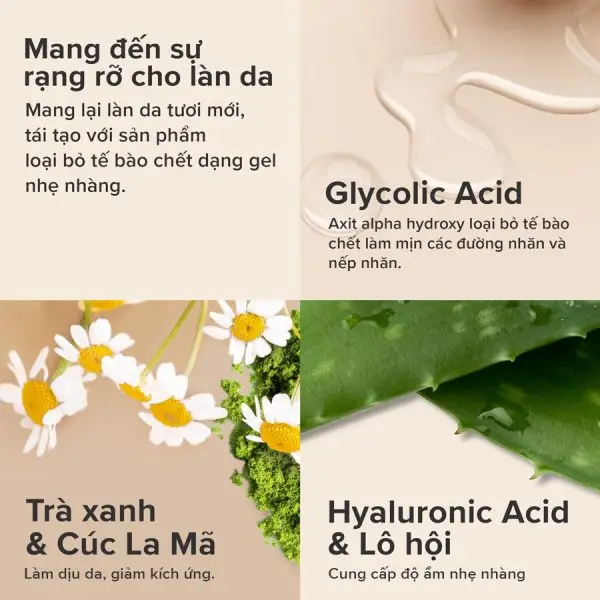 Mang đến sự
rạng rỡ cho làn da
Mang lại làn da tươi mới,
tái tạo với sản phẩm
loại bỏ tế bào chết dạng gel
nhẹ nhàng.
Glycolic Acid
Axit alpha hydroxy loại bỏ tế bào
chết làm mịn các đường nhăn và
nếp nhăn.
Trà xanh
& Cúc La Mã
Làm dịu da, giảm kích ứng.
Hyaluronic Acid
& Lô hội
Cung cấp độ ẩm nhẹ nhàng